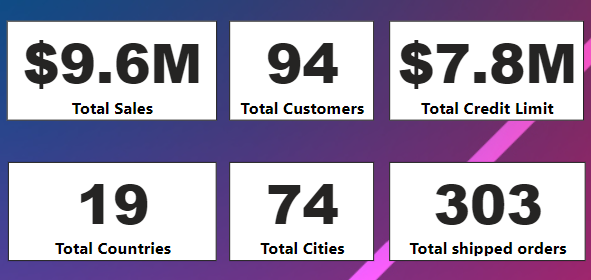 $9.6M
Total Sales
94
Total Customers
$7.8M
Total Credit Limit
19
Total Countries
74
Total Cities
303
Total shipped orders